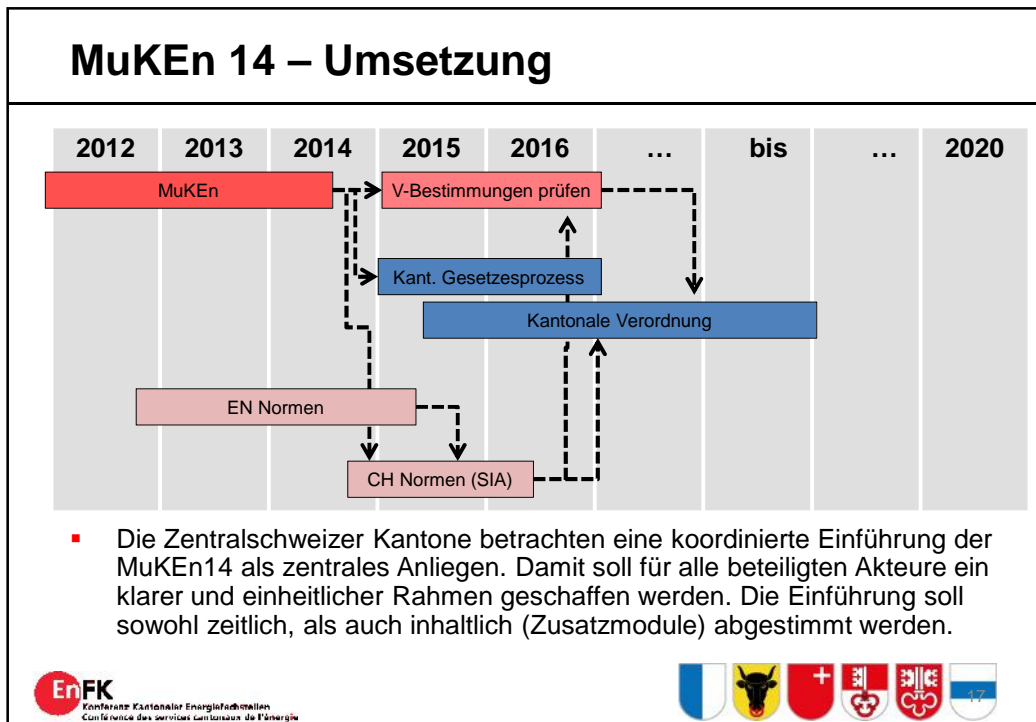 MuKEn 14 – Umsetzung
2012 2013 2014 2015 2016 … bis … 2020
MuKEn
V-Bestimmungen prüfen
Kant. Gesetzesprozess
Kantonale Verordnung
EN Normen
CH Normen (SIA)
Die Zentralschweizer Kantone betrachten eine koordinierte Einführung der
MuKEn14 als zentrales Anliegen. Damit soll für alle beteiligten Akteure ein
klarer und einheitlicher Rahmen geschaffen werden. Die Einführung soll
sowohl zeitlich, als auch inhaltlich (Zusatzmodule) abgestimmt werden.
EnFK
Konferenz Kantonaler Energiefachstellen
Conférence des services cantonaux de l'énergie
17